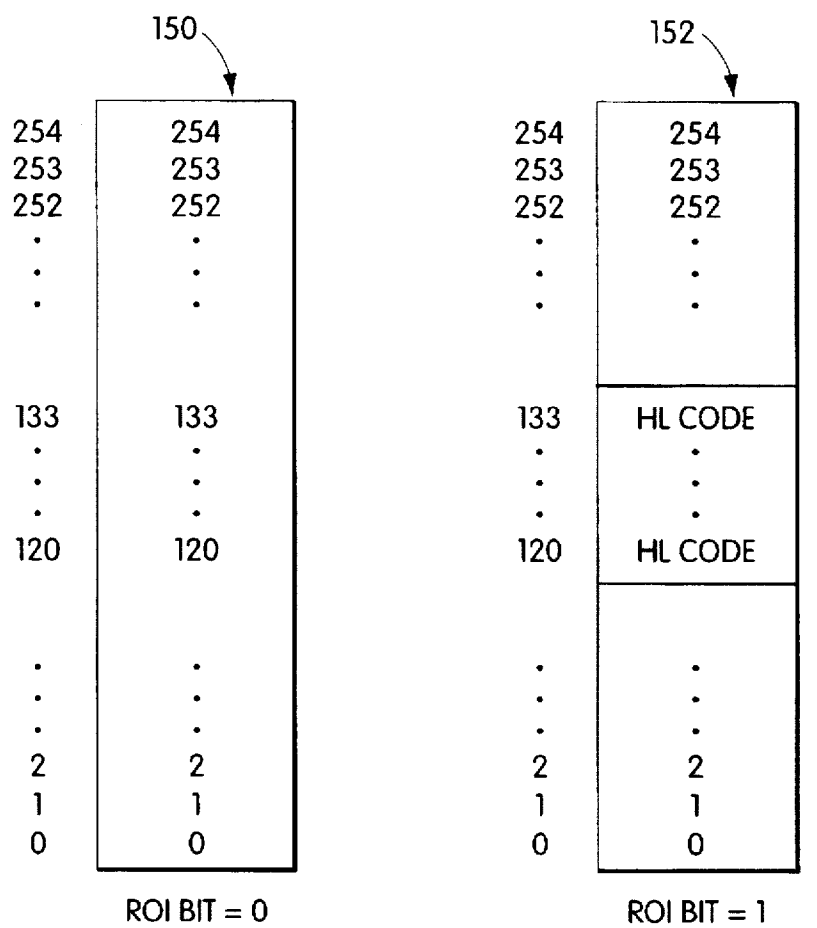 150 152
254 254 254 254
253 253 253 253
252 252 252 252
133 133 133 HL CODE
120 120 120 HL CODE
2 2 2 2
1 1 1 1
0 0 0 0
ROI BIT = 0 ROI BIT = 1